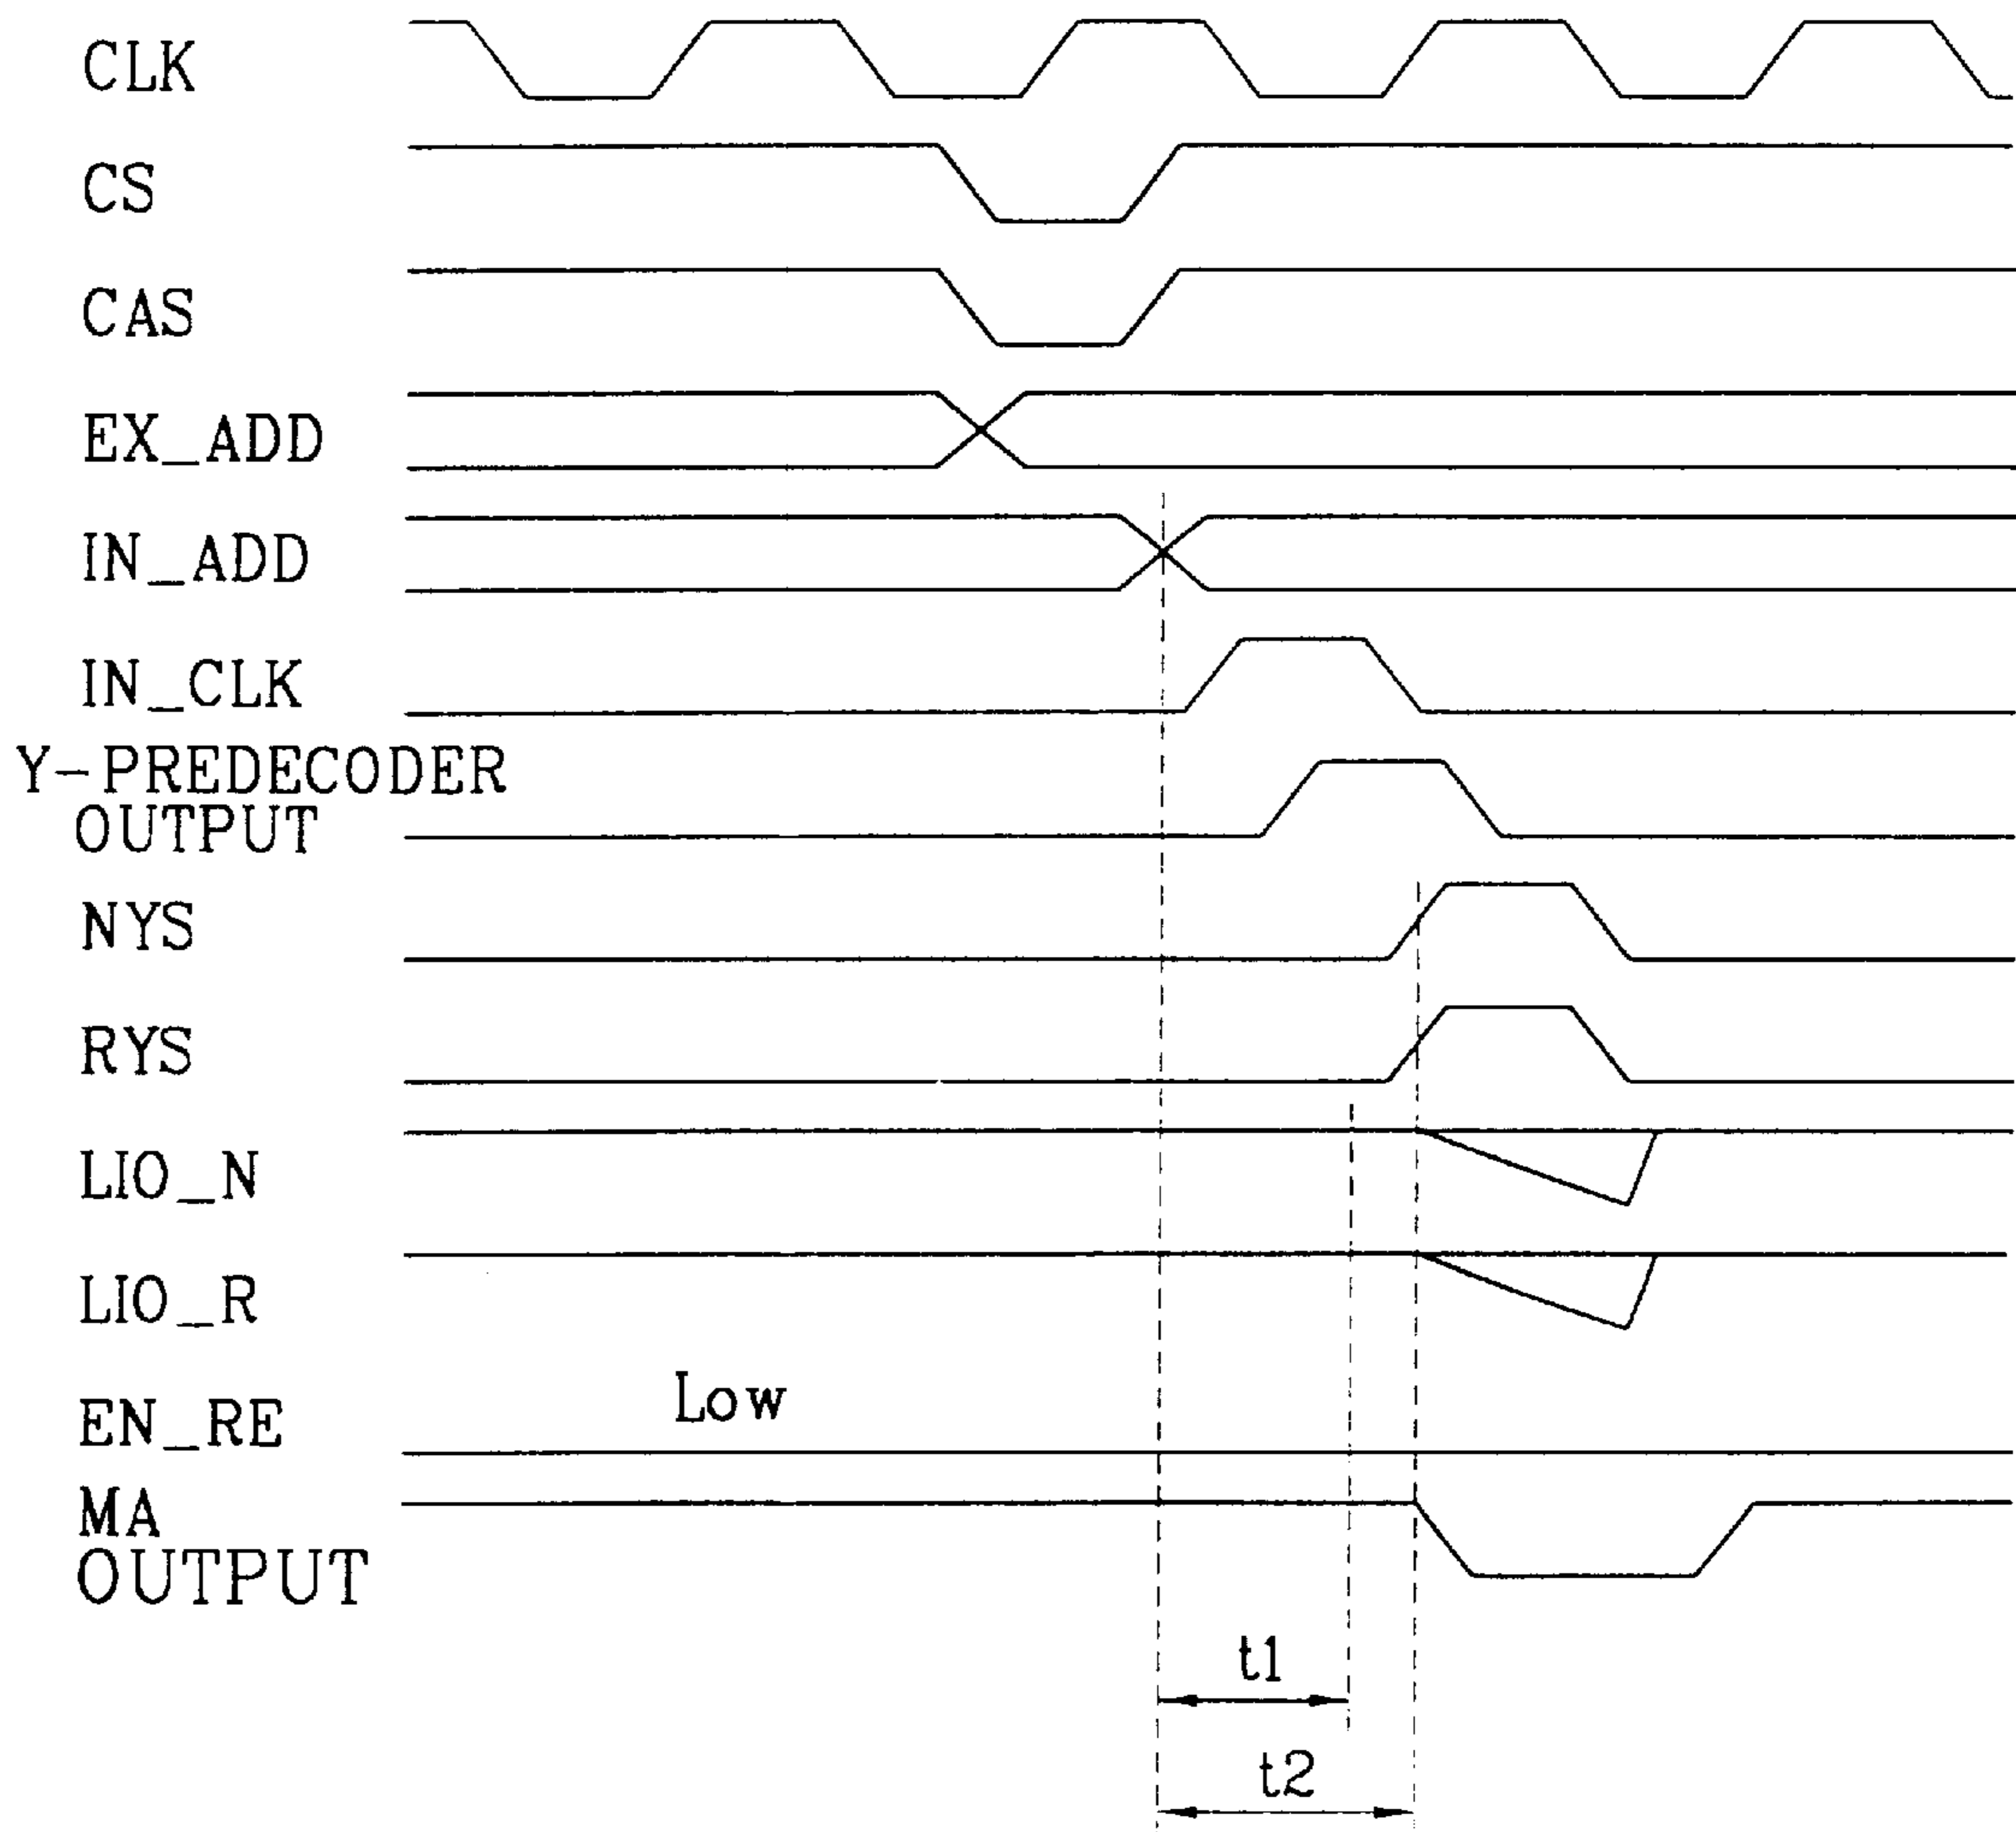 CLK
CS
CAS
EX_ADD
IN_ADD
IN_CLK
Y-PREDECODER
OUTPUT
NYS
RYS
LIO_N
LIO_R
Low
EN_RE
MA
OUTPUT
t1
t2